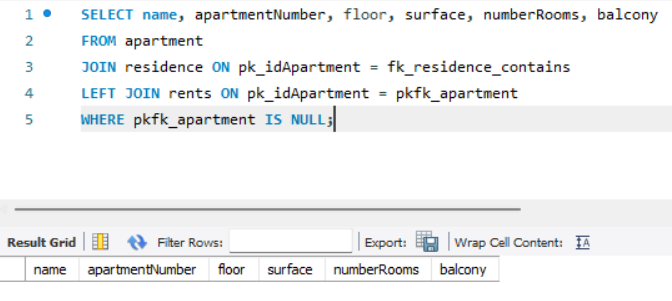 1 SELECT name, apartmentNumber, floor, surface, numberRooms, balcony
2 FROM apartment
3 JOIN residence ON pk_idApartment = fk_residence_contains
4 LEFT JOIN rents ON pk_idApartment = pkfk_apartment
5 WHERE pkfk_apartment IS NULL;
Result Grid Filter Rows: Export: Wrap Cell Content: IA
name apartmentNumber floor surface numberRooms balcony